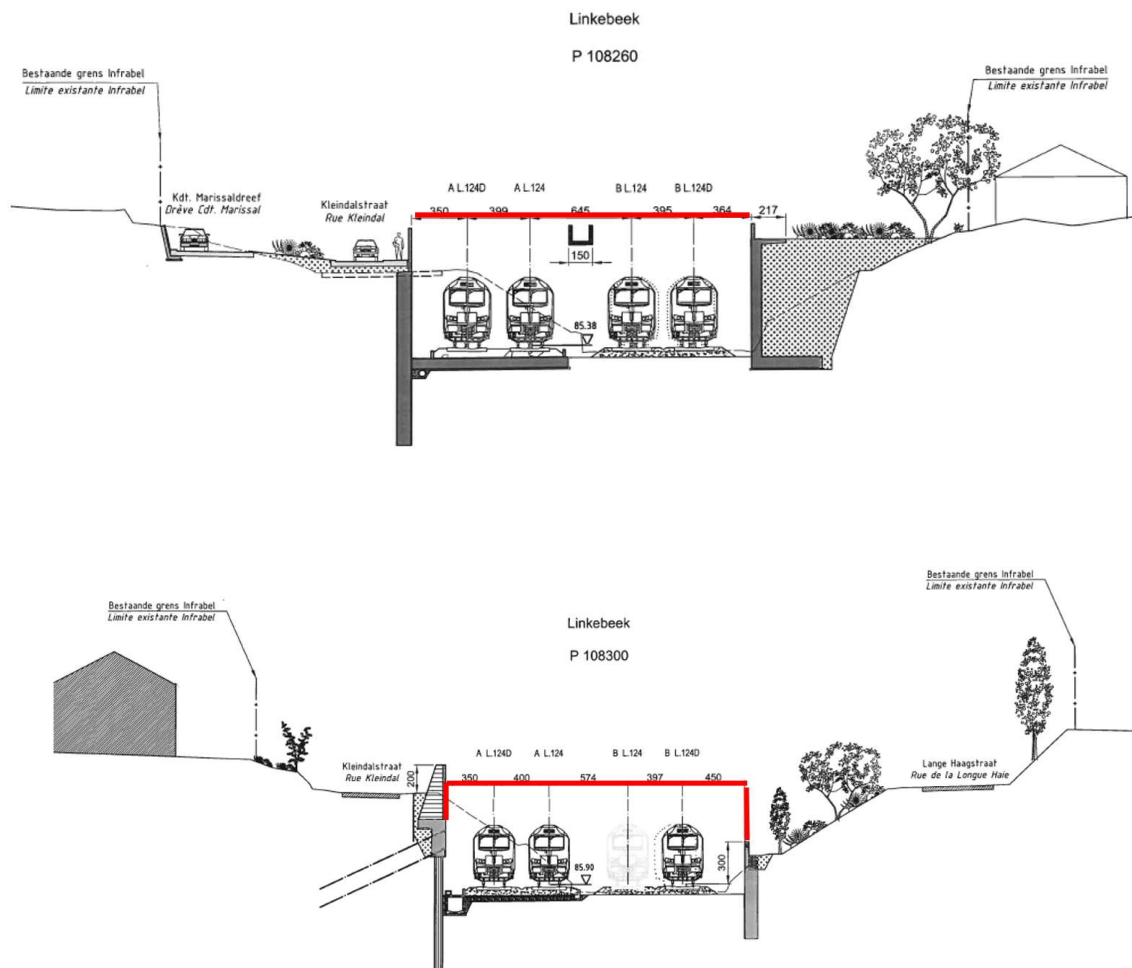 Linkebeek
P 108260
Bestaande grens Infrabel
Limite existante Infrabel
Bestaande grens Infrabel
Limite existante Infrabel
Kdt. Marissaldreef
Drève Cdt. Marissal
Kleindalstraat
Rue Kleindal
A L.124D A L.124 B L.124 B L.124D
350 399 645 395 364 217
150
85.38
Linkebeek
P 108300
Bestaande grens Infrabel
Limite existante Infrabel
Bestaande grens Infrabel
Limite existante Infrabel
A L.124D A L.124 B L.124 B L.124D
Kleindalstraat
Rue Kleindal
200
350 400 574 397 450
Lange Haagstraat
Rue de la Longue Haie
85.90
300